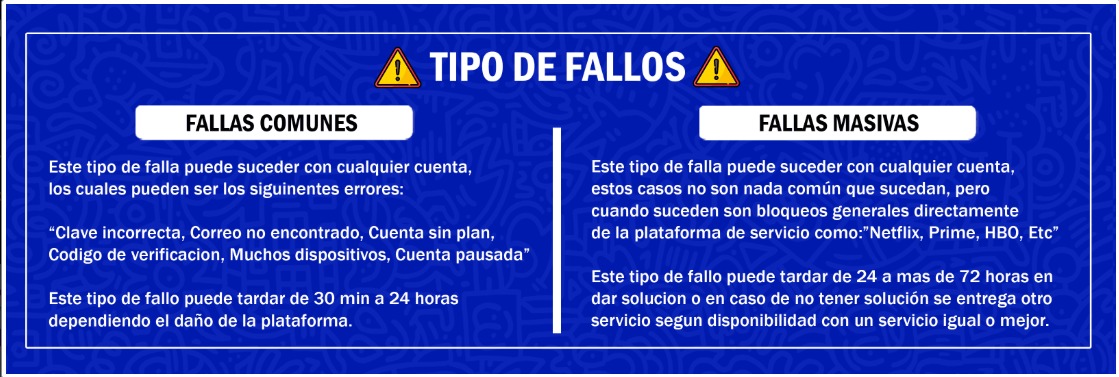 TIPO DE FALLOS
FALLAS COMUNES
Este tipo de falla puede suceder con cualquier cuenta,
los cuales pueden ser los siguinentes errores:
“Clave incorrecta, Correo no encontrado, Cuenta sin plan,
Codigo de verificacion, Muchos dispositivos, Cuenta pausada”
Este tipo de fallo puede tardar de 30 min a 24 horas
dependiendo el daño de la plataforma.
FALLAS MASIVAS
Este tipo de falla puede suceder con cualquier cuenta,
estos casos no son nada común que sucedan, pero
cuando suceden son bloqueos generales directamente
de la plataforma de servicio como:”Netflix, Prime, HBO, Etc”
Este tipo de fallo puede tardar de 24 a mas de 72 horas en
dar solucion o en caso de no tener solución se entrega otro
servicio segun disponibilidad con un servicio igual o mejor.